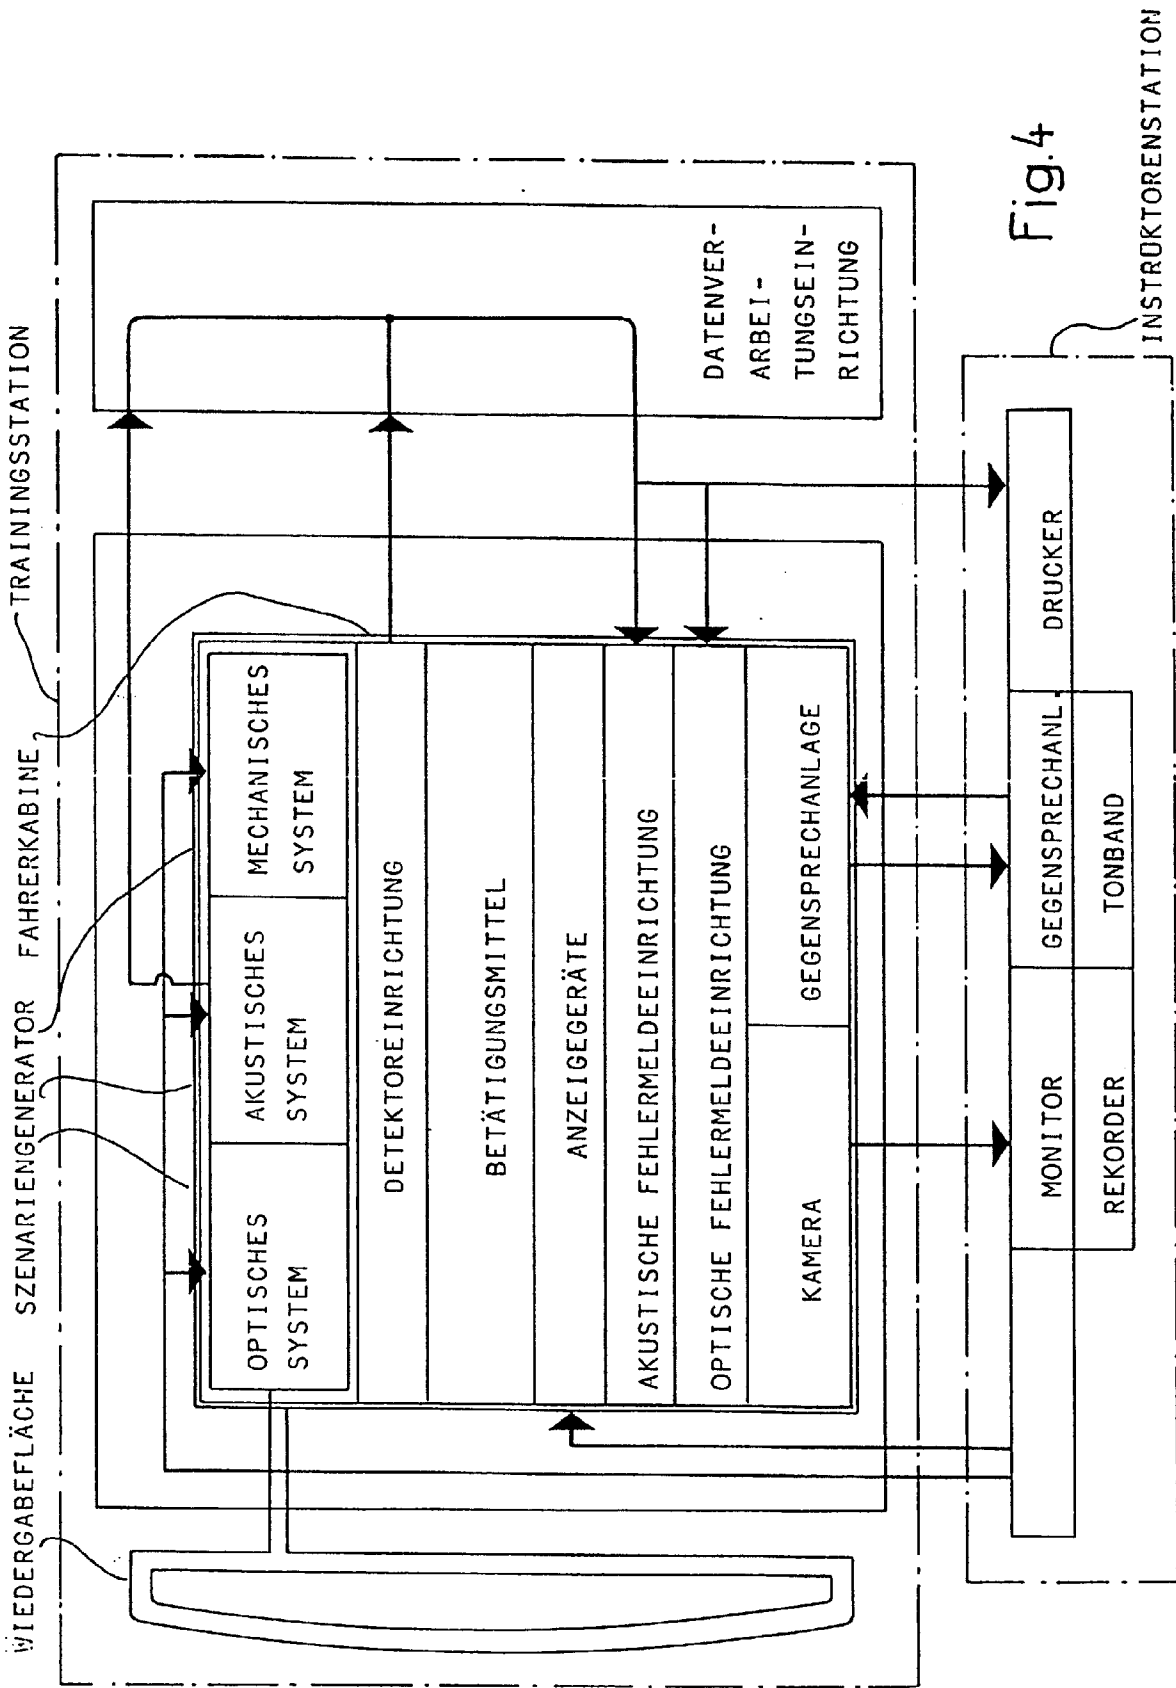 WIEDERGABEFLÄCHE
SZENARIENGENERATOR
FAHRERKABINE
TRAININGSSTATION
OPTISCHES
SYSTEM
AKUSTISCHES
SYSTEM
MECHANISCHES
SYSTEM
DETEKTOREINRICHTUNG
BETÄTIGUNGSMITTEL
ANZEIGEGERÄTE
AKUSTISCHE FEHLERMELDEEINRICHTUNG
OPTISCHE FEHLERMELDEEINRICHTUNG
KAMERA
GEGENSPRECHANLAGE
DATENVER-
ARBEI-
TUNGSEIN-
RICHTUNG
MONITOR
REKORDER
GEGENSPRECHANL.
TONBAND
DRUCKER
Fig.4
INSTRUKTORENSTATION